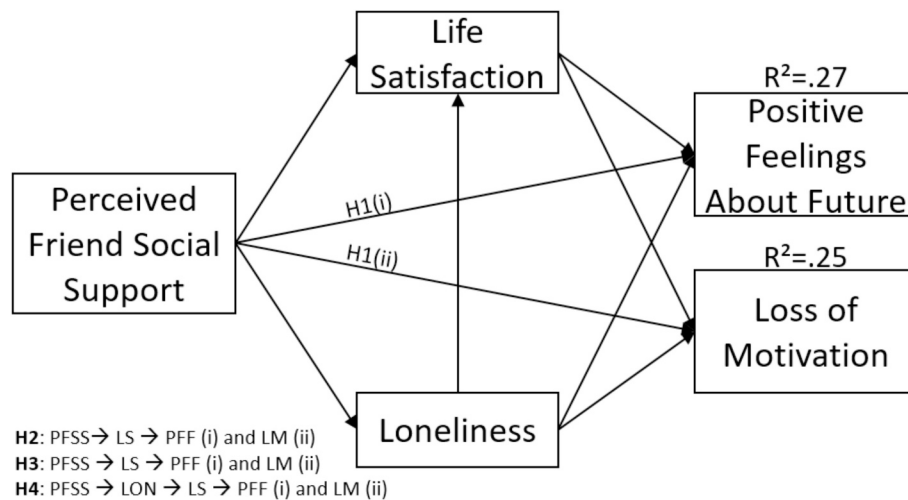 Life
Satisfaction
R²=.27
Positive
Feelings
About Future
Perceived
Friend Social
Support
H1(i)
H1(ii)
R²=.25
Loss of
Motivation
Loneliness
H2: PFSS→ LS → PFF (i) and LM (ii)
H3: PFSS→ LS → PFF (i) and LM (ii)
H4: PFSS→ LON → LS → PFF (i) and LM (ii)